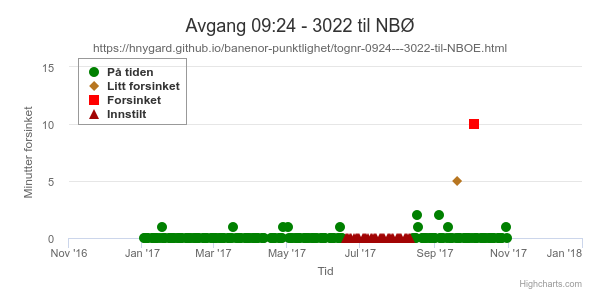 Avgang 09:24 - 3022 til NBØ
https://hnygard.github.io/banenor-punktlighet/tognr-0924---3022-til-NBOE.html
På tiden
Litt forsinket
Forsinket
Innstilt
Minutter forsinket
15
10
5
0
Nov '16 Jan '17 Mar '17 May '17 Jul '17 Sep '17 Nov '17 Jan '18
Tid
Highcharts.com